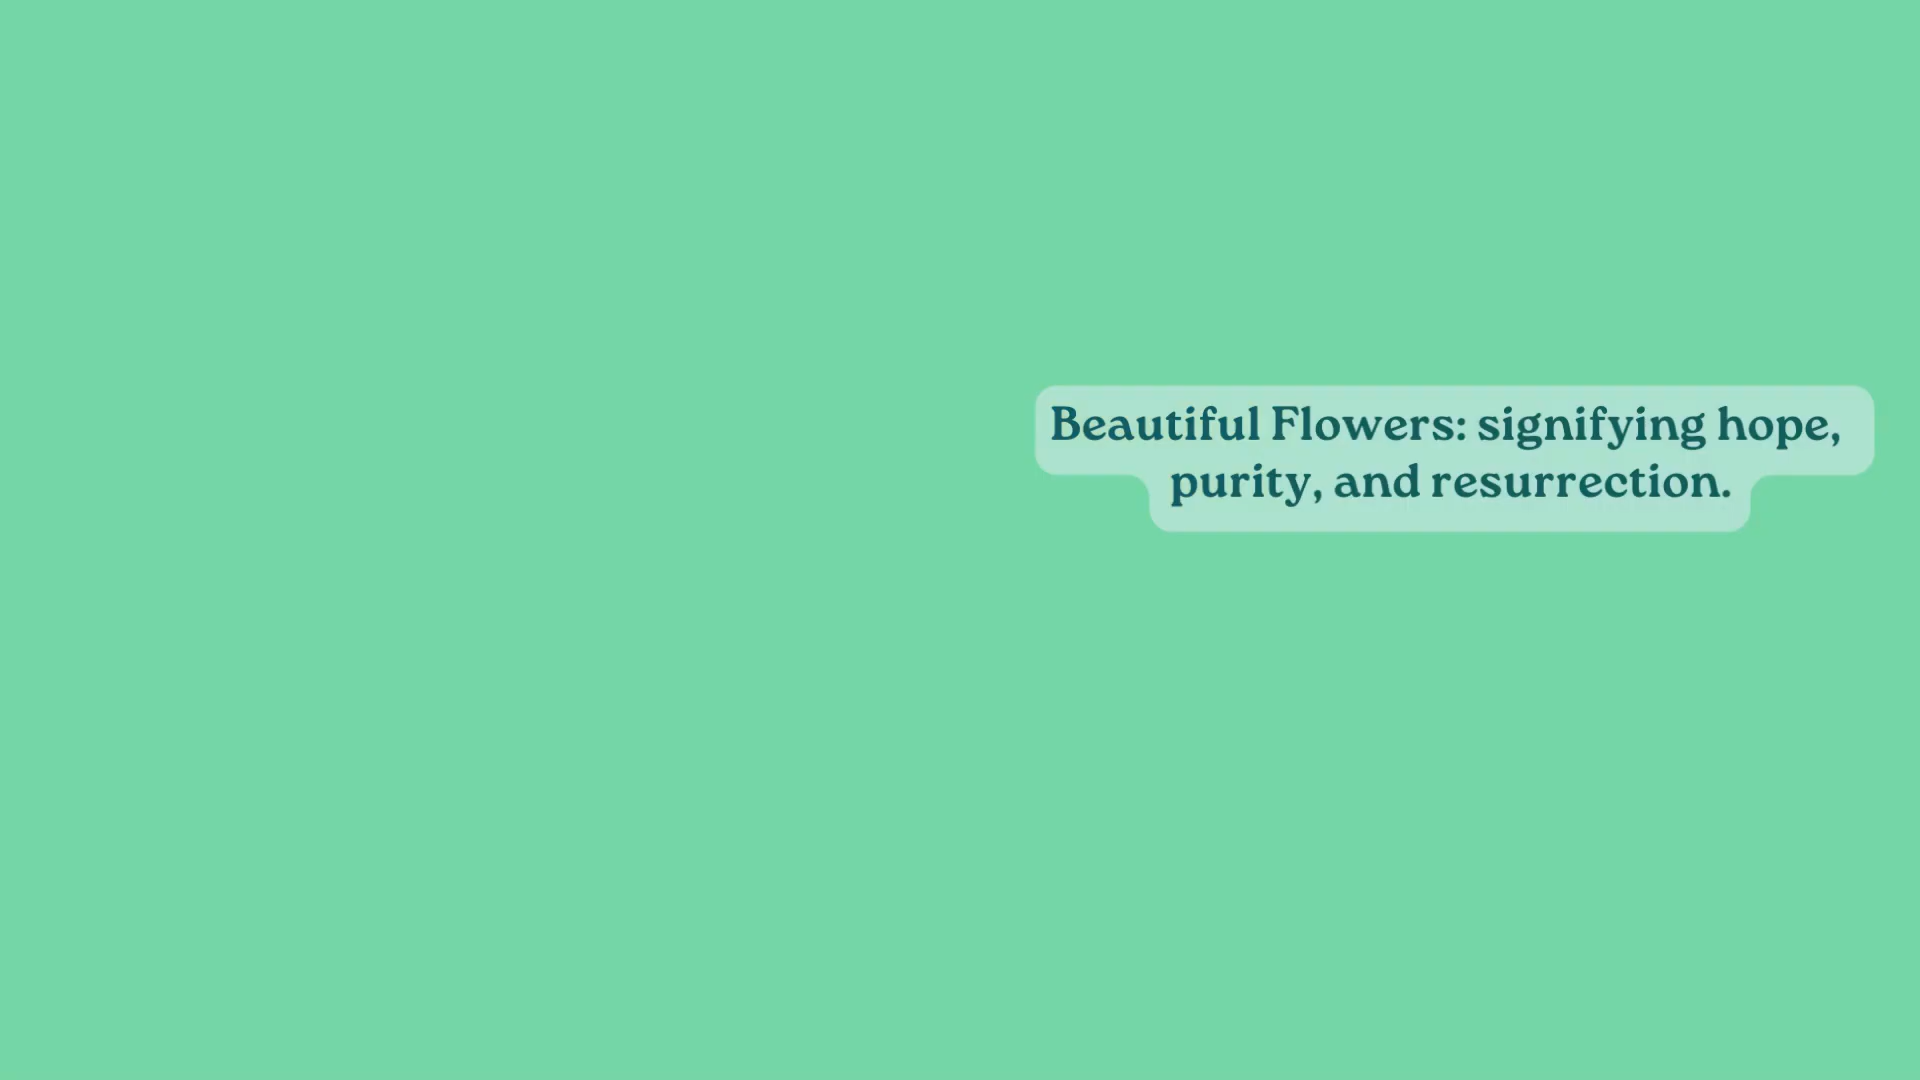 Beautiful Flowers: signifying hope,
purity, and resurrection.